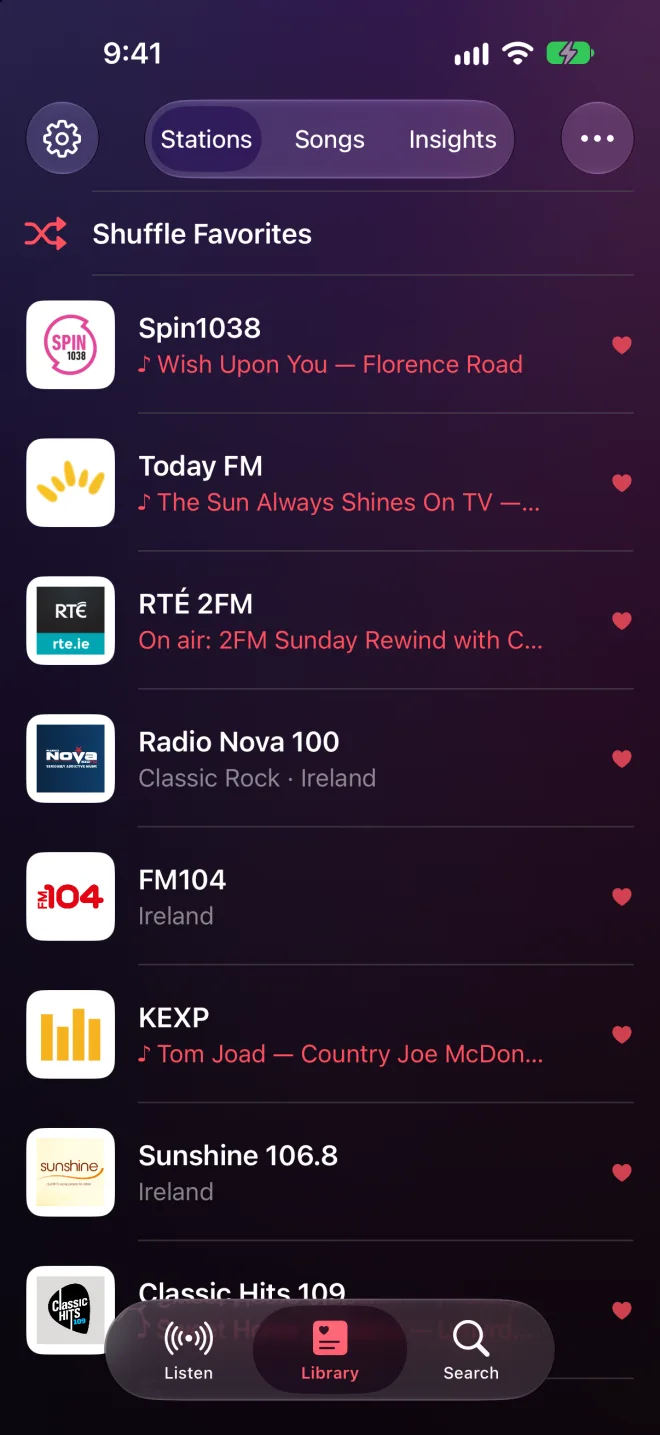 9:41
Stations Songs Insights
Shuffle Favorites
SPIN
1038
Spin1038
♪ Wish Upon You — Florence Road
Today FM
♪ The Sun Always Shines On TV —...
RTÉ
rte.ie
RTÉ 2FM
On air: 2FM Sunday Rewind with C...
NOVA
Radio Nova 100
Classic Rock · Ireland
FM104
FM104
Ireland
KEXP
♪ Tom Joad — Country Joe McDon...
sunshine
Sunshine 106.8
Ireland
Classic
HITS
109
Classic Hits 109
Listen Library Search